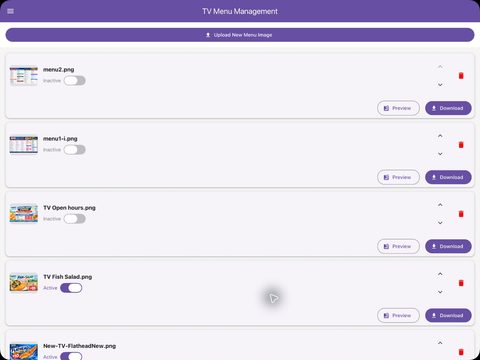 TV Menu Management
Upload New Menu Image
menu2.png
Inactive
Preview
Download
menu1-i.png
Inactive
Preview
Download
TV Open hours.png
Inactive
Preview
Download
TV Fish Salad.png
Active
Preview
Download
New-TV-FlatheadNew.png
Active